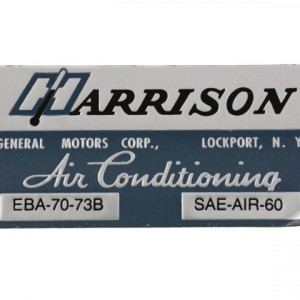 HARRISON
GENERAL MOTORS CORP., LOCKPORT, N. Y
Air Conditioning
EBA-70-73B SAE-AIR-60